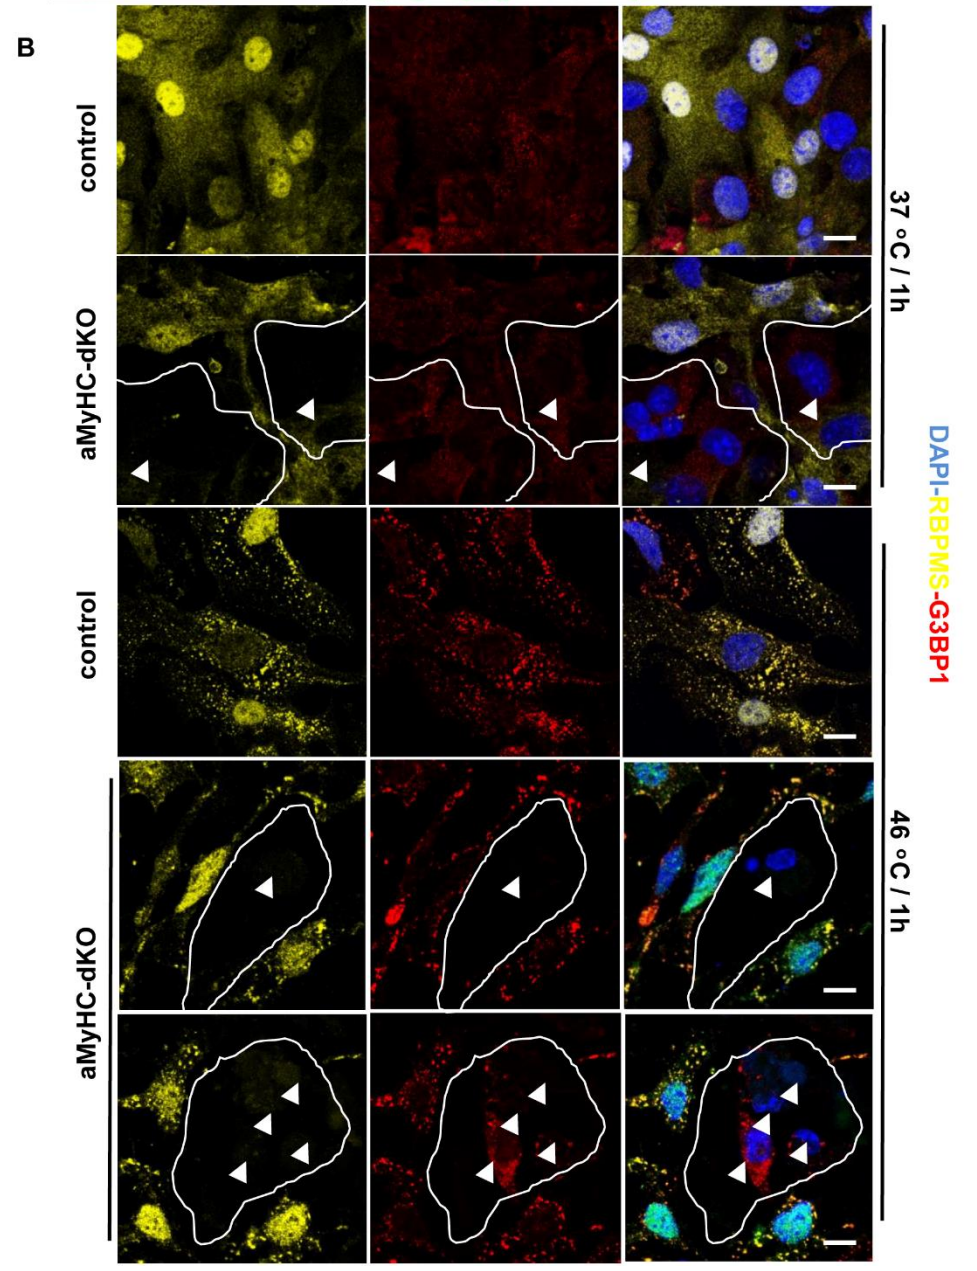 B
control
aMyHC-dKO
control
aMyHC-dKO
37 °C / 1h
46 °C / 1h
DAPI-RBPMS-G3BP1